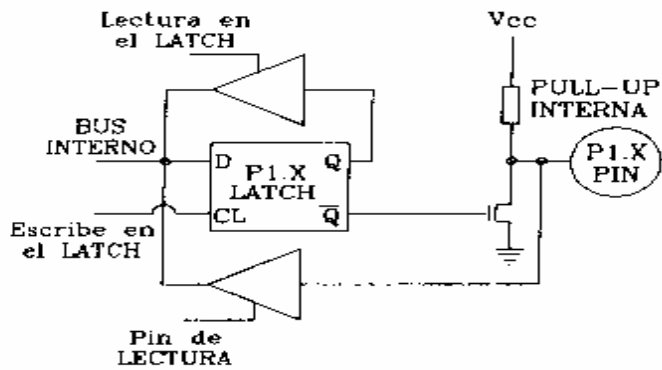 Lectura en
el LATCH
Vcc
PULL-UP
INTERNA
BUS
INTERNO
D
Q
P1.X
LATCH
CL
Q̅
P1.X
PIN
Escribe en
el LATCH
Pin de
LECTURA